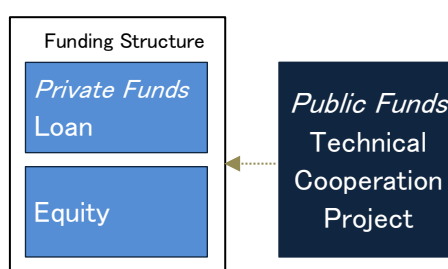 Funding Structure
Private Funds
Loan
Equity
Public Funds
Technical
Cooperation
Project